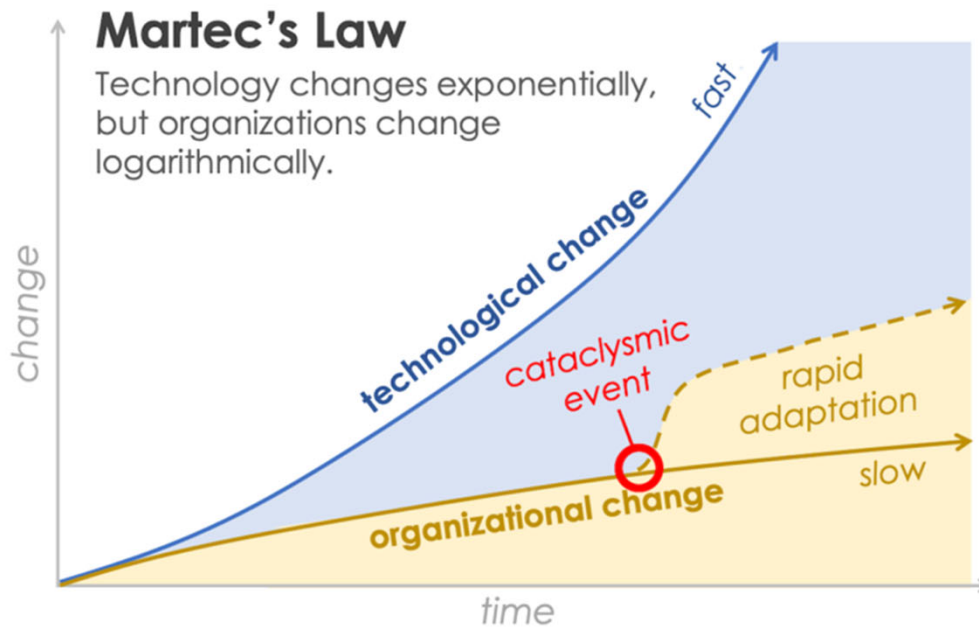 Martec's Law
Technology changes exponentially,
but organizations change
logarithmically.
fast
technological change
change
cataclysmic
event
rapid
adaptation
slow
organizational change
time